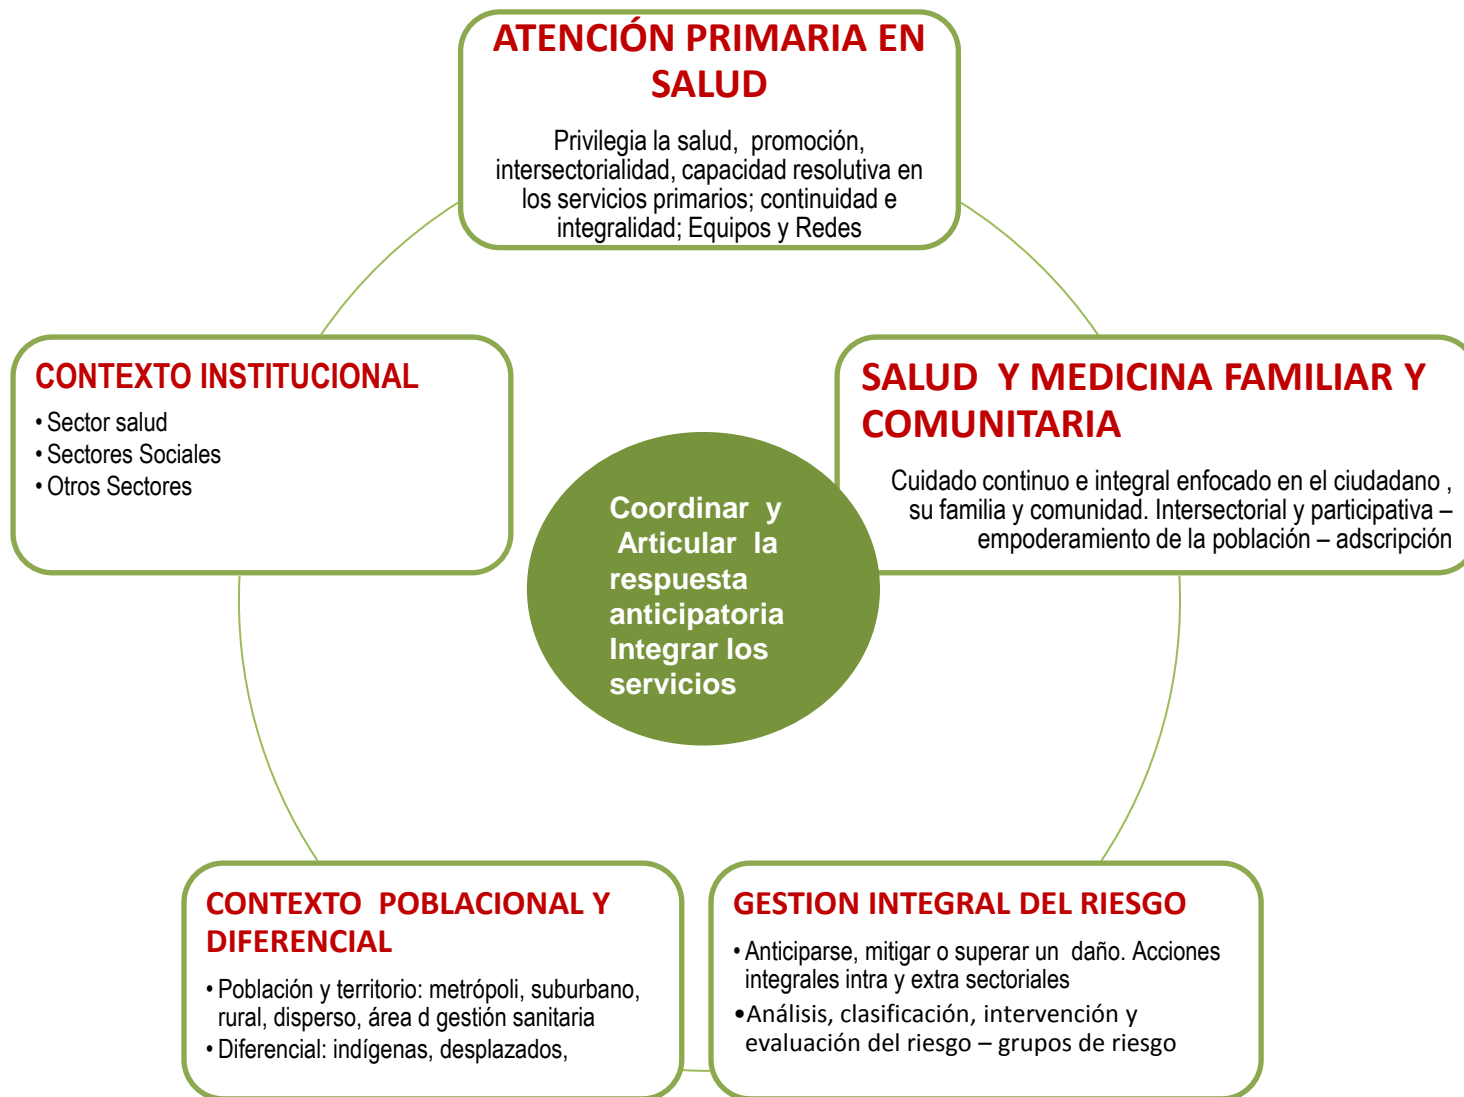 ATENCIÓN PRIMARIA EN
SALUD
Privilegia la salud, promoción,
intersectorialidad, capacidad resolutiva en
los servicios primarios; continuidad e
integralidad; Equipos y Redes
CONTEXTO INSTITUCIONAL
• Sector salud
• Sectores Sociales
• Otros Sectores
SALUD Y MEDICINA FAMILIAR Y
COMUNITARIA
Cuidado continuo e integral enfocado en el ciudadano ,
su familia y comunidad. Intersectorial y participativa –
empoderamiento de la población – adscripción
Coordinar y
Articular la
respuesta
anticipatoria
Integrar los
servicios
CONTEXTO POBLACIONAL Y
DIFERENCIAL
• Población y territorio: metrópoli, suburbano,
rural, disperso, área d gestión sanitaria
• Diferencial: indígenas, desplazados,
GESTION INTEGRAL DEL RIESGO
• Anticiparse, mitigar o superar un daño. Acciones
integrales intra y extra sectoriales
•Análisis, clasificación, intervención y
evaluación del riesgo – grupos de riesgo